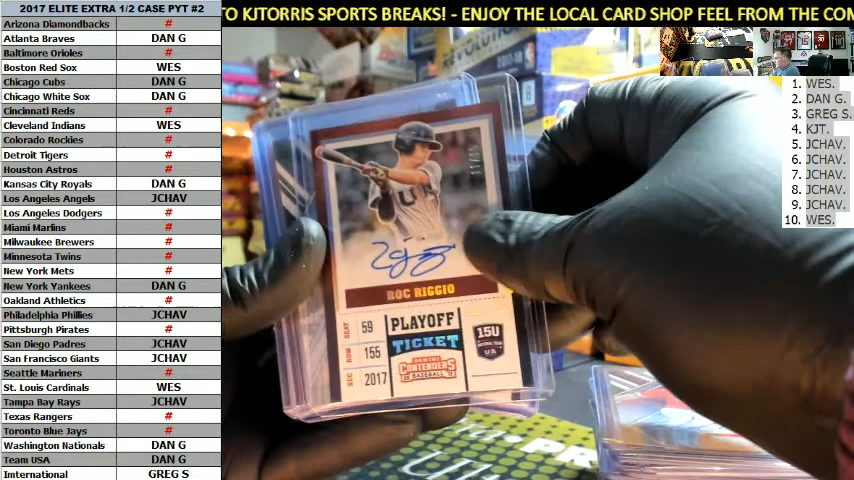 2017 ELITE EXTRA 1/2 CASE PYT #2
TO KJTORRIS SPORTS BREAKS! - ENJOY THE LOCAL CARD SHOP FEEL FROM THE COM
Arizona Diamondbacks #
Atlanta Braves DAN G
Baltimore Orioles #
Boston Red Sox WES
Chicago Cubs DAN G
Chicago White Sox DAN G
Cincinnati Reds #
Cleveland Indians WES
Colorado Rockies #
Detroit Tigers #
Houston Astros #
Kansas City Royals DAN G
Los Angeles Angels JCHAV
Los Angeles Dodgers #
Miami Marlins #
Milwaukee Brewers #
Minnesota Twins #
New York Mets #
New York Yankees DAN G
Oakland Athletics #
Philadelphia Phillies JCHAV
Pittsburgh Pirates #
San Diego Padres JCHAV
San Francisco Giants JCHAV
Seattle Mariners #
St. Louis Cardinals WES
Tampa Bay Rays JCHAV
Texas Rangers #
Toronto Blue Jays #
Washington Nationals DAN G
Team USA DAN G
International GREG S
ROC RIGGIO
SEAT 59
ROW 155
SEC 2017
PLAYOFF
TICKET
PANINI
CONTENDERS
BASEBALL
15U
NATIONAL TEAM
1. WES.
2. DAN G.
3. GREG S.
4. KJT.
5. JCHAV.
6. JCHAV.
7. JCHAV.
8. JCHAV.
9. JCHAV.
10. WES.